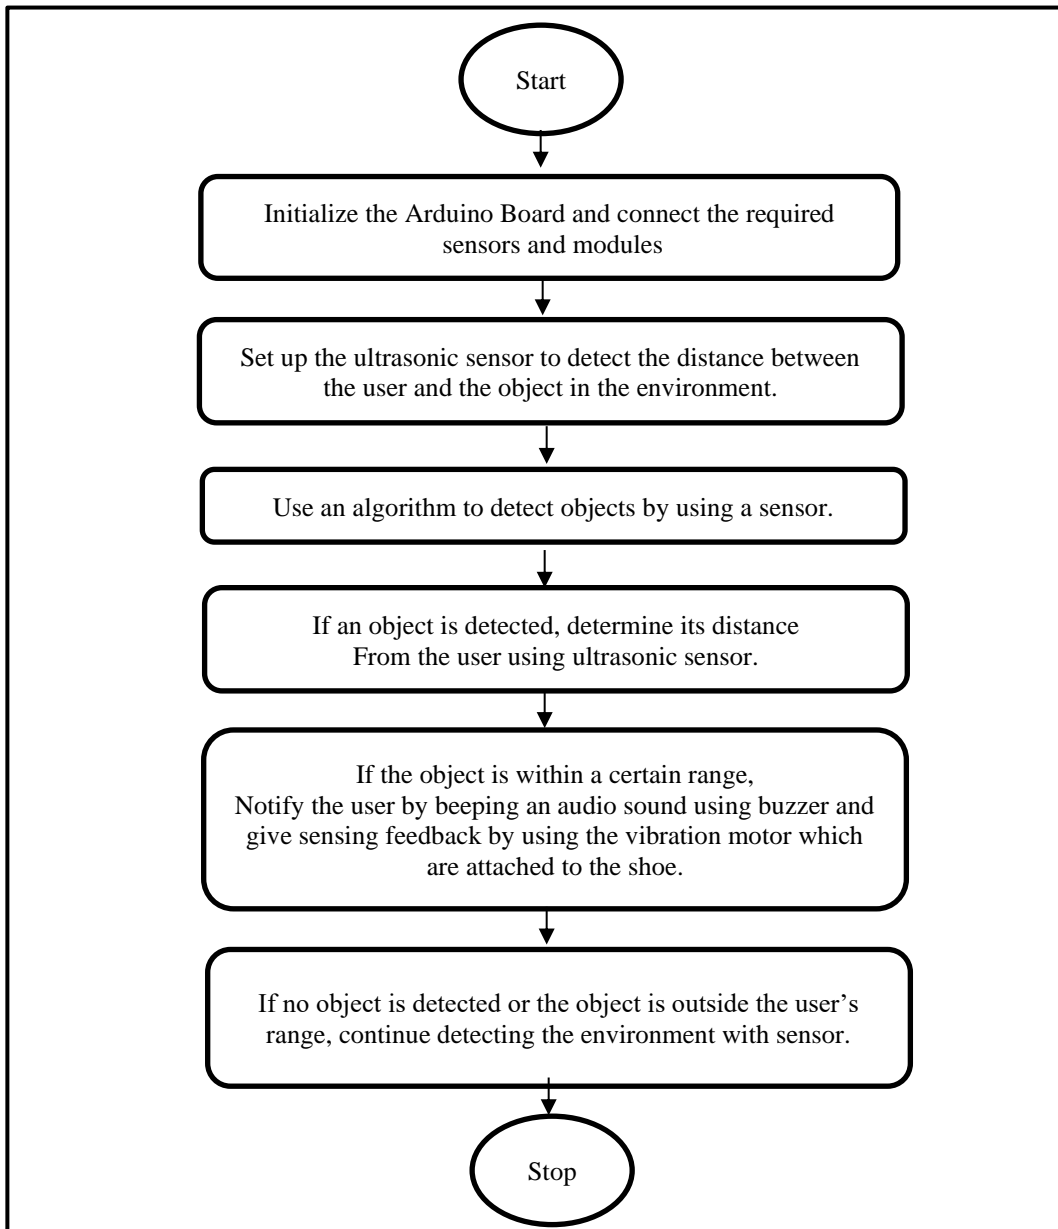 Start
Initialize the Arduino Board and connect the required
sensors and modules
Set up the ultrasonic sensor to detect the distance between
the user and the object in the environment.
Use an algorithm to detect objects by using a sensor.
If an object is detected, determine its distance
From the user using ultrasonic sensor.
If the object is within a certain range,
Notify the user by beeping an audio sound using buzzer and
give sensing feedback by using the vibration motor which
are attached to the shoe.
If no object is detected or the object is outside the user’s
range, continue detecting the environment with sensor.
Stop